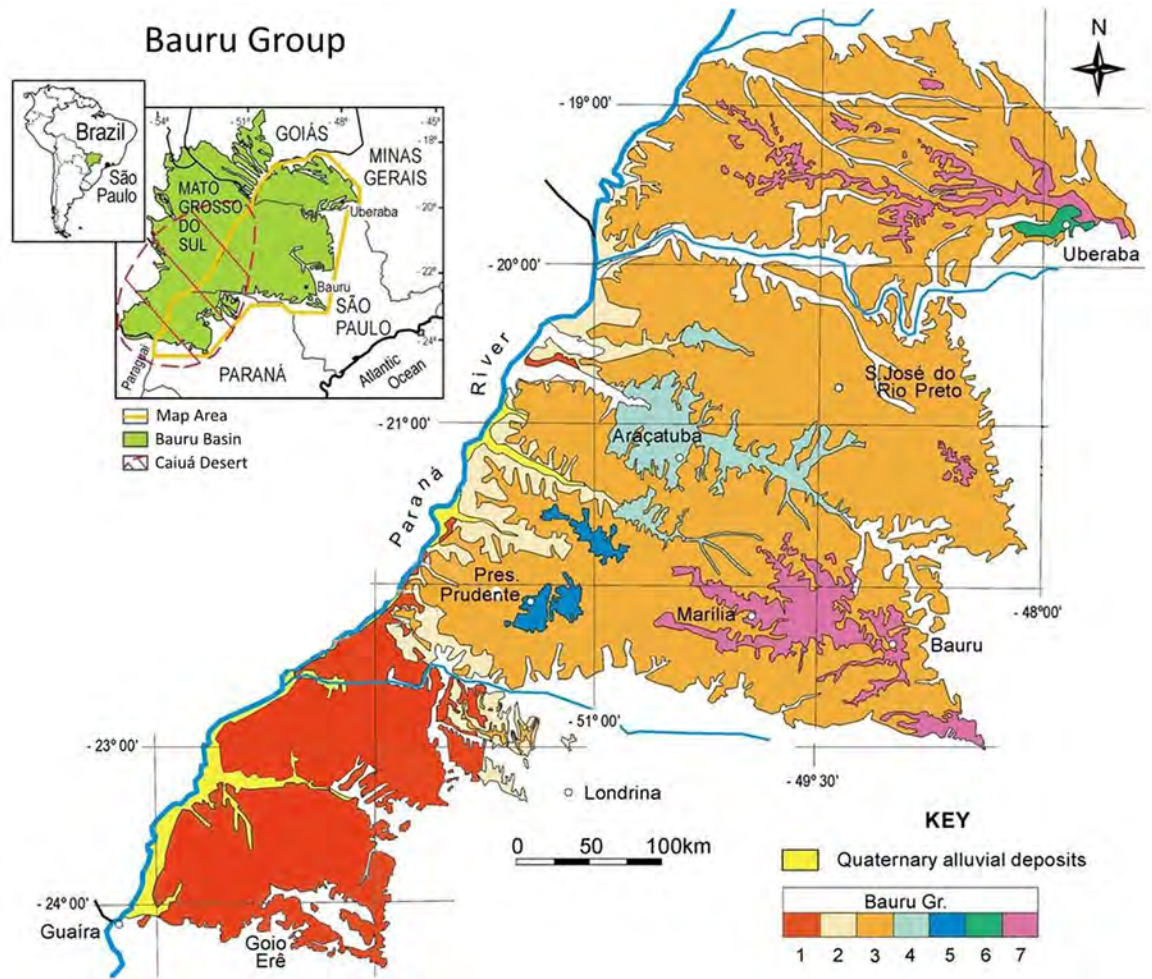 Bauru Group
Brazil
São
Paulo
- 54
-51°
-48°
-45°
-18°
- 20°
- 22°
- 24°
GOIÁS
MINAS
GERAIS
MATO
GROSSO
DO
SUL
Uberaba
Bauru
SÃO
PAULO
PARANÁ
Paraguai
Atlantic
Ocean
Map Area
Bauru Basin
Caiuá Desert
N
- 19° 00'
Uberaba
- 20° 00'
River
Paraná
S.José do
Rio Preto
- 21° 00'
Araçatuba
Pres.
Prudente
Marília
- 48° 00'
Bauru
- 51° 00'
- 23° 00'
- 49° 30'
Londrina
0 50 100km
- 24° 00'
Guaíra
Goio
Erê
KEY
Quaternary alluvial deposits
Bauru Gr.
1 2 3 4 5 6 7